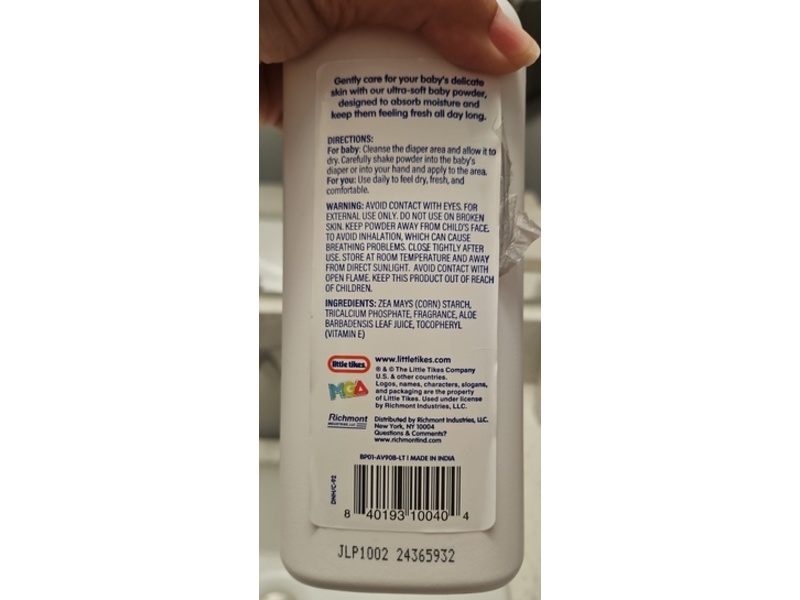 Gently care for your baby's delicate
skin with our ultra-soft baby powder,
designed to absorb moisture and
keep them feeling fresh all day long.
DIRECTIONS:
For baby: Cleanse the diaper area and allow it to
dry. Carefully shake powder into the baby's
diaper or into your hand and apply to the area.
For you: Use daily to feel dry, fresh, and
comfortable.
WARNING: AVOID CONTACT WITH EYES. FOR
EXTERNAL USE ONLY. DO NOT USE ON BROKEN
SKIN. KEEP POWDER AWAY FROM CHILD'S FACE.
TO AVOID INHALATION, WHICH CAN CAUSE
BREATHING PROBLEMS. CLOSE TIGHTLY AFTER
USE. STORE AT ROOM TEMPERATURE AND AWAY
FROM DIRECT SUNLIGHT. AVOID CONTACT WITH
OPEN FLAME. KEEP THIS PRODUCT OUT OF REACH
OF CHILDREN.
INGREDIENTS: ZEA MAYS (CORN) STARCH,
TRICALCIUM PHOSPHATE, FRAGRANCE, ALOE
BARBADENSIS LEAF JUICE, TOCOPHERYL
(VITAMIN E)
little tikes
www.littletikes.com
® & © The Little Tikes Company
U.S. & other countries.
Logos, names, characters, slogans,
and packaging are the property
of Little Tikes. Used under license
by Richmont Industries, LLC.
MGA
Richmont
INDUSTRIES, LLC
Distributed by Richmont Industries, LLC.
New York, NY 10004
Questions & Comments?
www.richmontind.com
BP01-AV908-LT | MADE IN INDIA
DNH/C-92
8 40193 10040 4
JLP1002 24365932